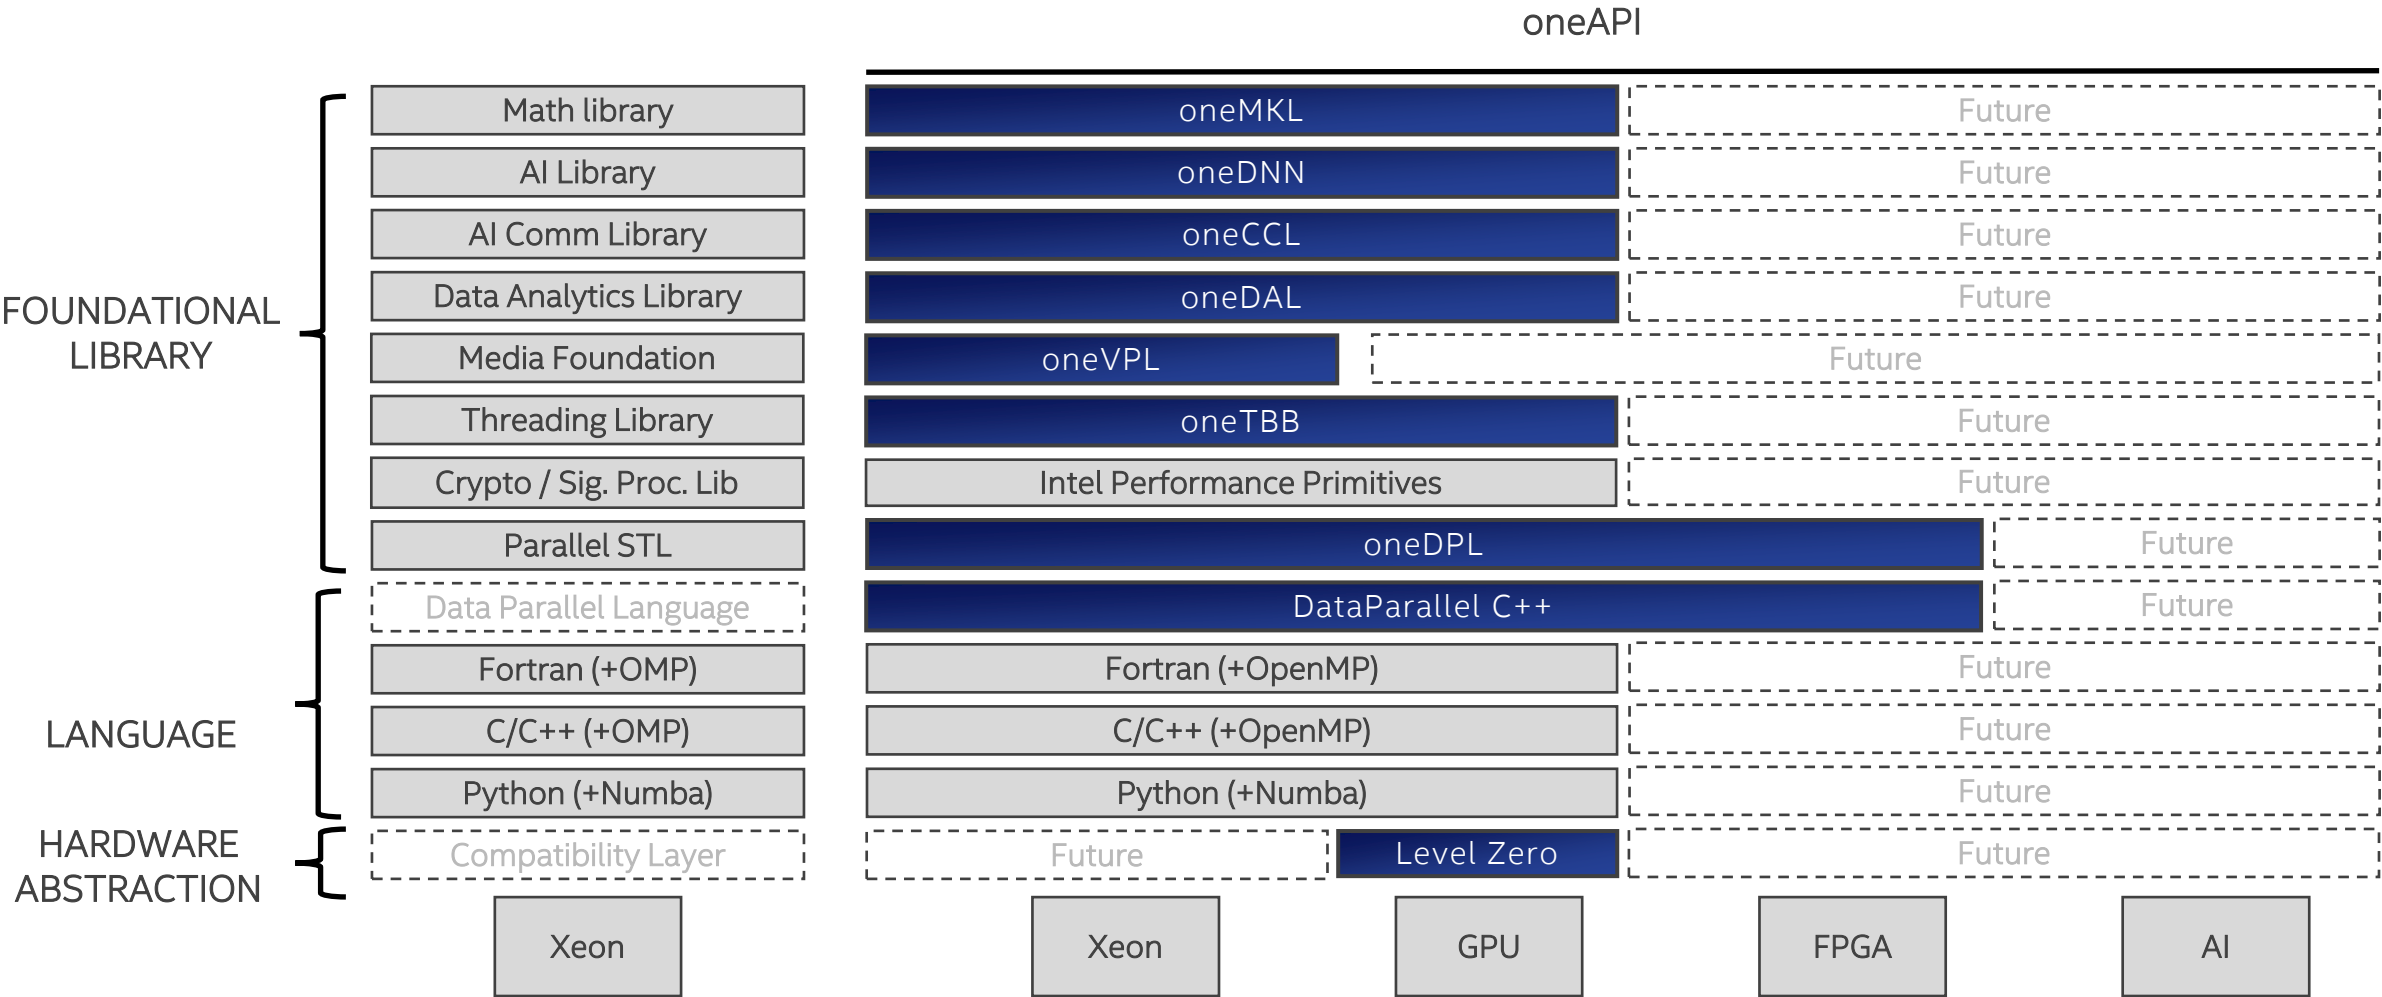 oneAPI
Math library oneMKL Future
AI Library oneDNN Future
AI Comm Library oneCCL Future
Data Analytics Library oneDAL Future
FOUNDATIONAL
LIBRARY
Media Foundation oneVPL Future
Threading Library oneTBB Future
Crypto / Sig. Proc. Lib Intel Performance Primitives Future
Parallel STL oneDPL Future
Data Parallel Language DataParallel C++ Future
Fortran (+OMP) Fortran (+OpenMP) Future
LANGUAGE
C/C++ (+OMP) C/C++ (+OpenMP) Future
Python (+Numba) Python (+Numba) Future
HARDWARE
ABSTRACTION
Compatibility Layer Future Level Zero Future
Xeon Xeon GPU FPGA AI